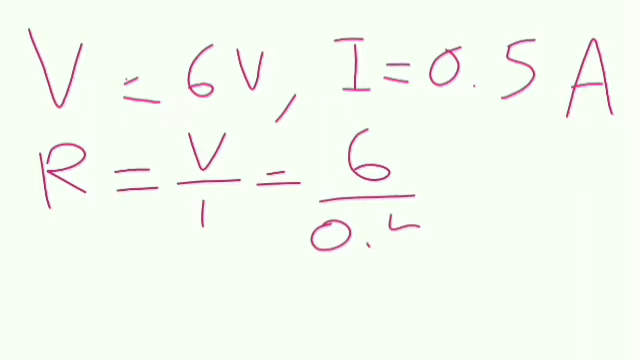 V = 6V, I = 0.5 A
R = V/I = 6/0.